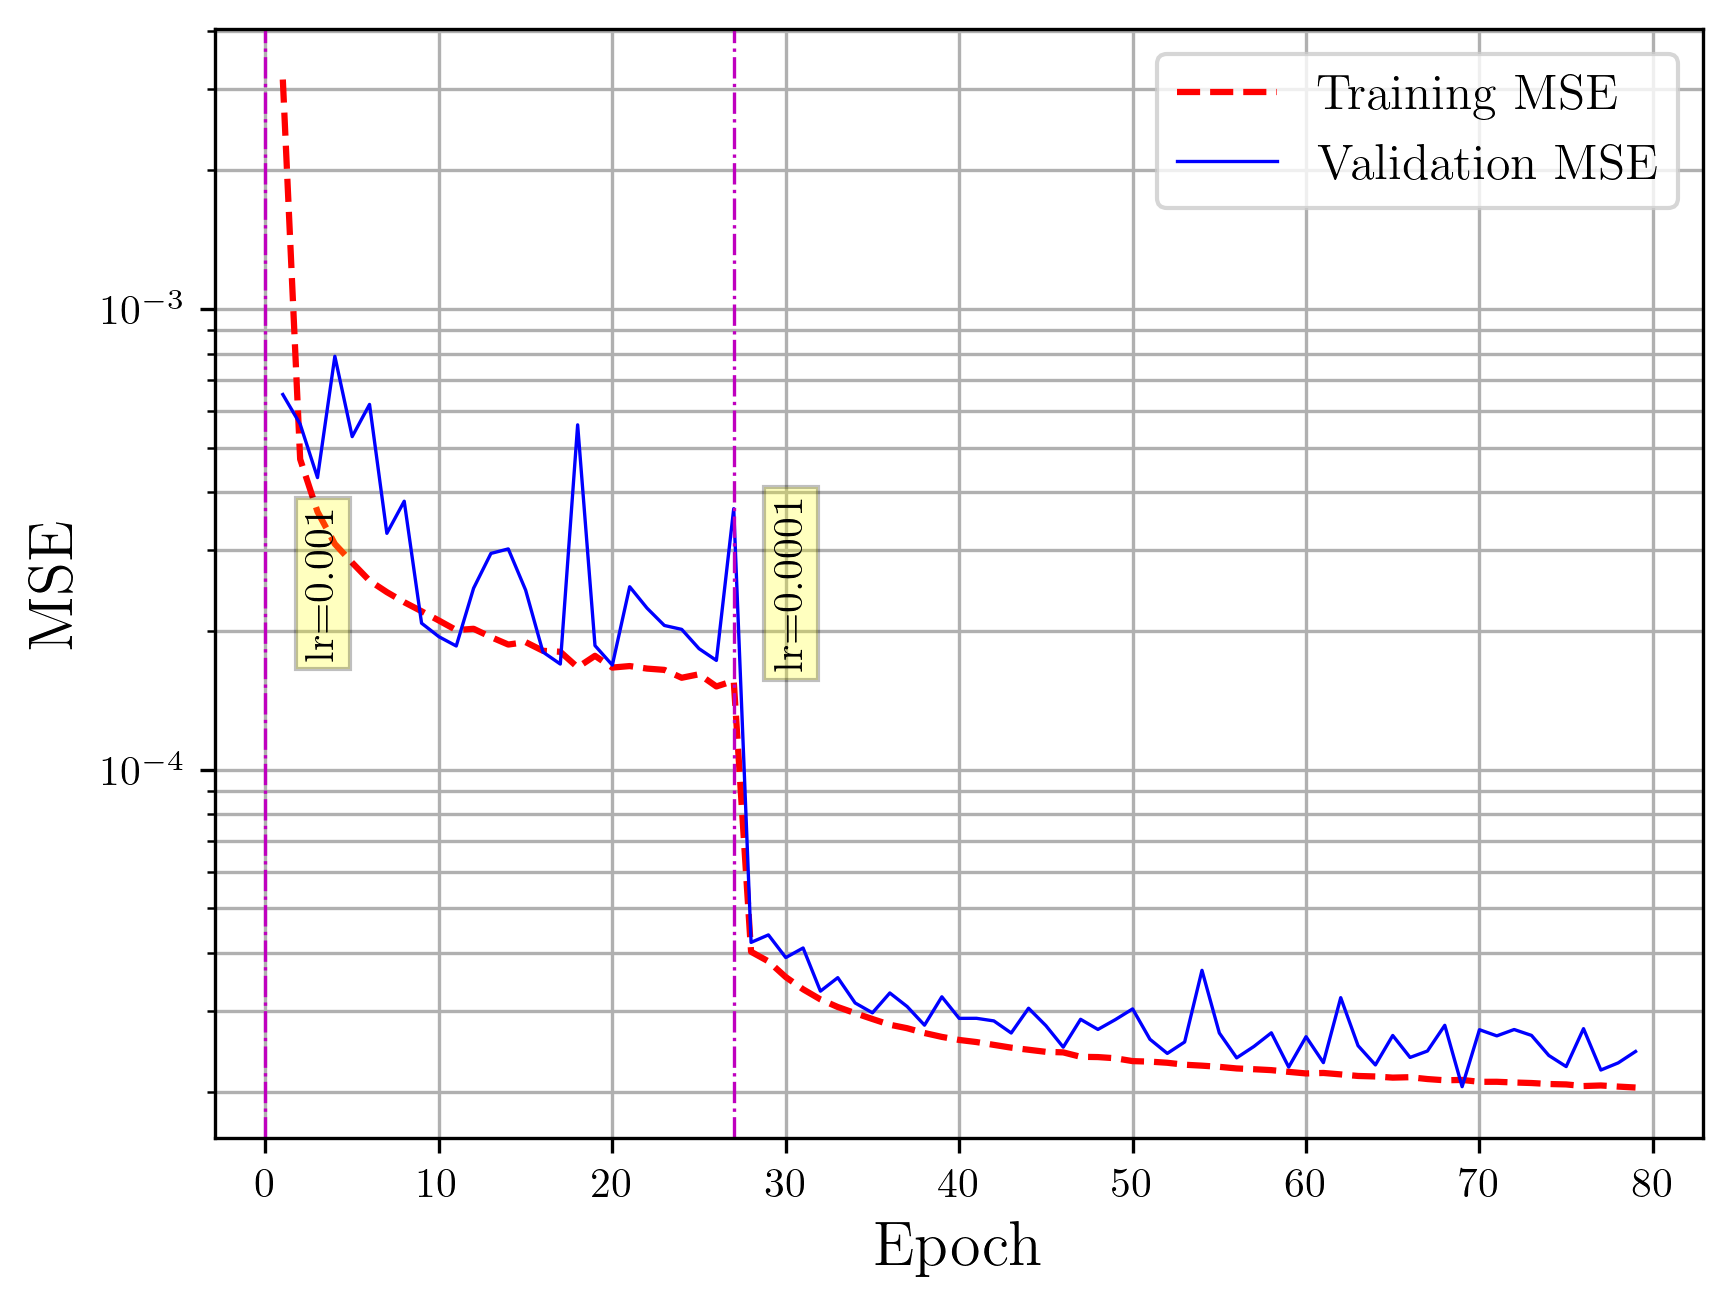 Training MSE
Validation MSE
MSE
10⁻³
10⁻⁴
lr=0.001
lr=0.0001
0 10 20 30 40 50 60 70 80
Epoch